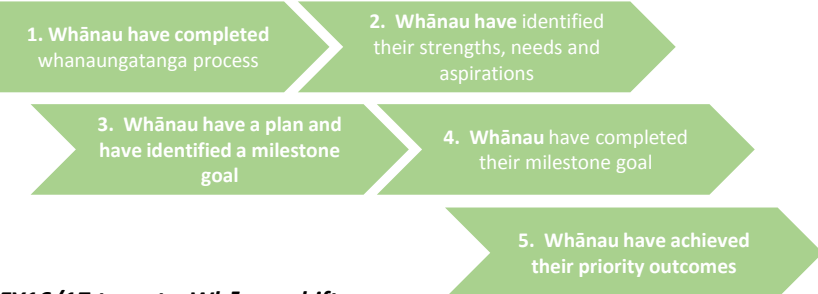 1. Whānau have completed
whanaungatanga process
2. Whānau have identified
their strengths, needs and
aspirations
3. Whānau have a plan and
have identified a milestone
goal
4. Whānau have completed
their milestone goal
5. Whānau have achieved
their priority outcomes